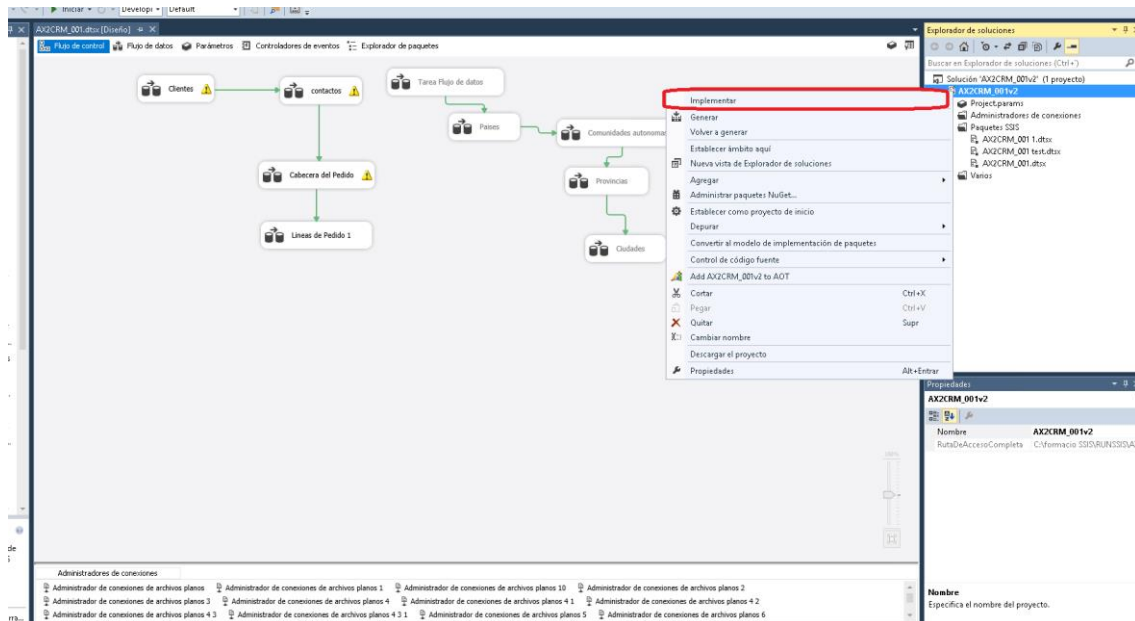 Iniciar
Developi
Default
AX2CRM_001.dtsx [Diseño]
Flujo de control
Flujo de datos
Parámetros
Controladores de eventos
Explorador de paquetes
Clientes
contactos
Tarea Flujo de datos
Paises
Comunidades autonomas
Cabecera del Pedido
Provincias
Lineas de Pedido 1
Ciudades
100%
Implementar
Generar
Volver a generar
Establecer ámbito aquí
Nueva vista de Explorador de soluciones
Agregar
Administrar paquetes NuGet...
Establecer como proyecto de inicio
Depurar
Convertir al modelo de implementación de paquetes
Control de código fuente
Add AX2CRM_001v2 to AOT
Cortar Ctrl+X
Pegar Ctrl+V
Quitar Supr
Cambiar nombre
Descargar el proyecto
Propiedades Alt+Entrar
Explorador de soluciones
Buscar en Explorador de soluciones (Ctrl+')
Solución 'AX2CRM_001v2' (1 proyecto)
AX2CRM_001v2
Project.params
Administradores de conexiones
Paquetes SSIS
AX2CRM_001 1.dtsx
AX2CRM_001 test.dtsx
AX2CRM_001.dtsx
Varios
Propiedades
AX2CRM_001v2
Nombre AX2CRM_001v2
RutaDeAccesoCompleta C:\formacio SSIS\RUNSSIS\A
Nombre
Especifica el nombre del proyecto.
Administradores de conexiones
Administrador de conexiones de archivos planos Administrador de conexiones de archivos planos 1 Administrador de conexiones de archivos planos 10 Administrador de conexiones de archivos planos 2
Administrador de conexiones de archivos planos 3 Administrador de conexiones de archivos planos 4 Administrador de conexiones de archivos planos 4 1 Administrador de conexiones de archivos planos 4 2
Administrador de conexiones de archivos planos 4 3 Administrador de conexiones de archivos planos 4 3 1 Administrador de conexiones de archivos planos 5 Administrador de conexiones de archivos planos 6